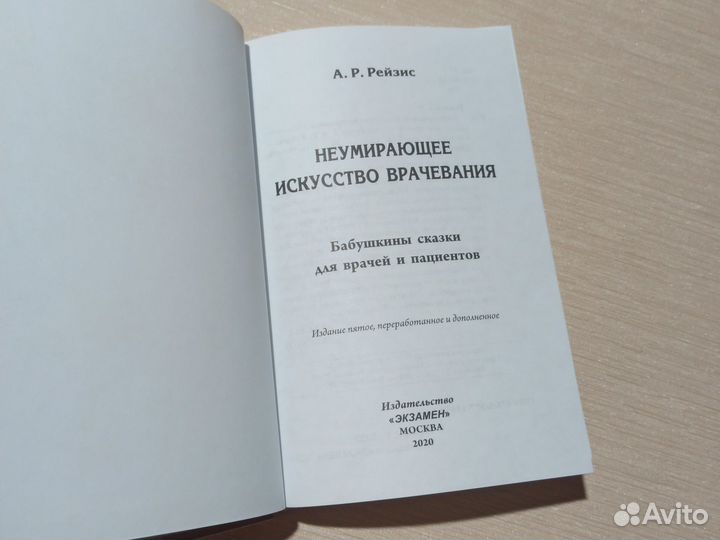 А. Р. Рейзис
НЕУМИРАЮЩЕЕ
ИСКУССТВО ВРАЧЕВАНИЯ
Бабушкины сказки
для врачей и пациентов
Издание пятое, переработанное и дополненное
Издательство
«ЭКЗАМЕН»
МОСКВА
2020
Avito